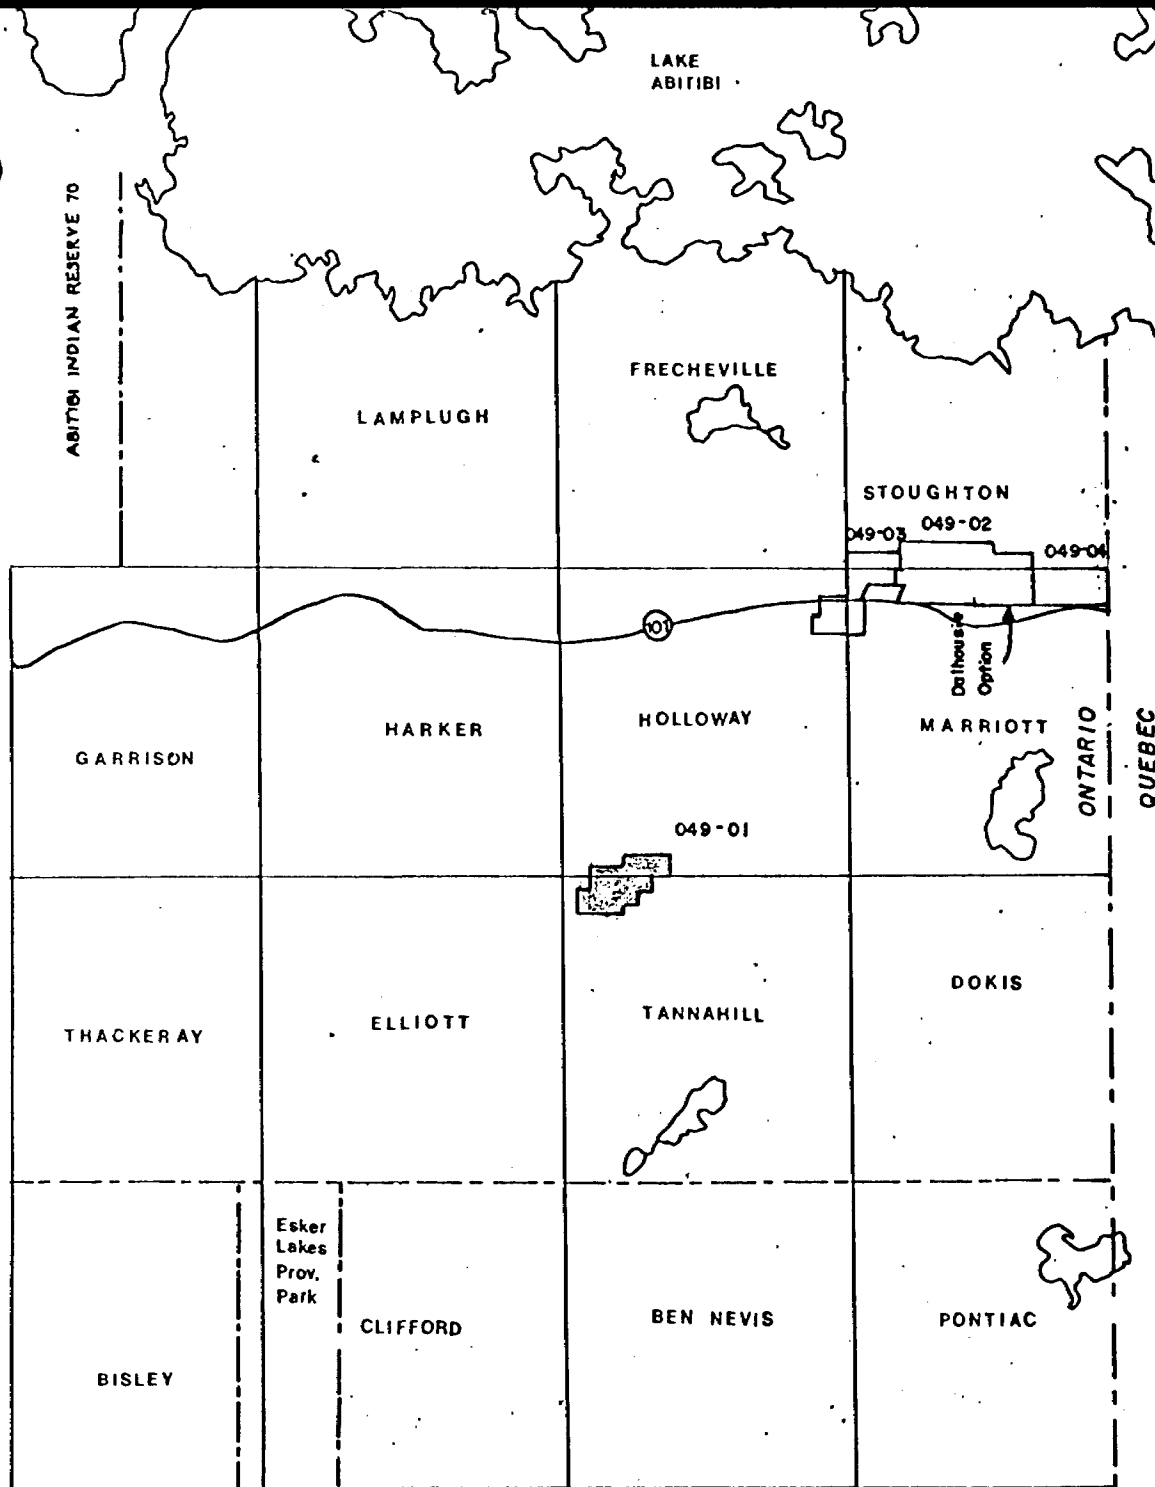 LAKE
ABITIBI
ABITIBI INDIAN RESERVE 70
FRECHEVILLE
LAMPLUGH
STOUGHTON
049-02
049-03
049-04
101
Dalhousie
Option
HOLLOWAY
MARRIOTT
HARKER
GARRISON
ONTARIO
QUEBEC
049-01
DOKIS
TANNAHILL
ELLIOTT
THACKERAY
Esker
Lakes
Prov.
Park
BEN NEVIS
PONTIAC
CLIFFORD
BISLEY